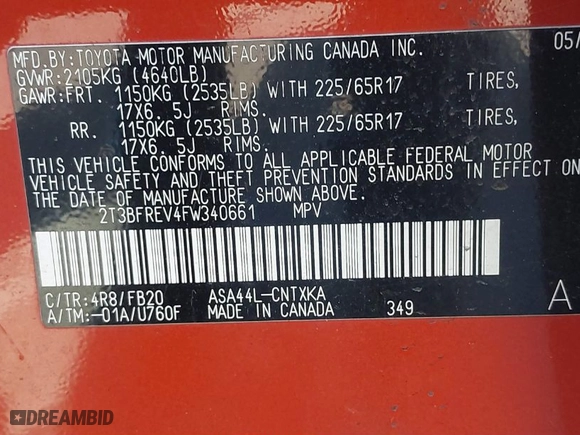 MFD.BY:TOYOTA MOTOR MANUFACTURING CANADA INC. 05/
GVWR:2105KG (4640LB)
GAWR:FRT. 1150KG (2535LB) WITH 225/65R17 TIRES,
17X6. 5J RIMS.
RR. 1150KG (2535LB) WITH 225/65R17 TIRES,
17X6. 5J RIMS.
THIS VEHICLE CONFORMS TO ALL APPLICABLE FEDERAL MOTOR
VEHICLE SAFETY AND THEFT PREVENTION STANDARDS IN EFFECT
THE DATE OF MANUFACTURE SHOWN ABOVE.
2T3BFREV4FW340661 MPV
C/TR:4R8/FB20 ASA44L-CNTXKA A
A/TM:-01A/U760F MADE IN CANADA 349
DREAMBID